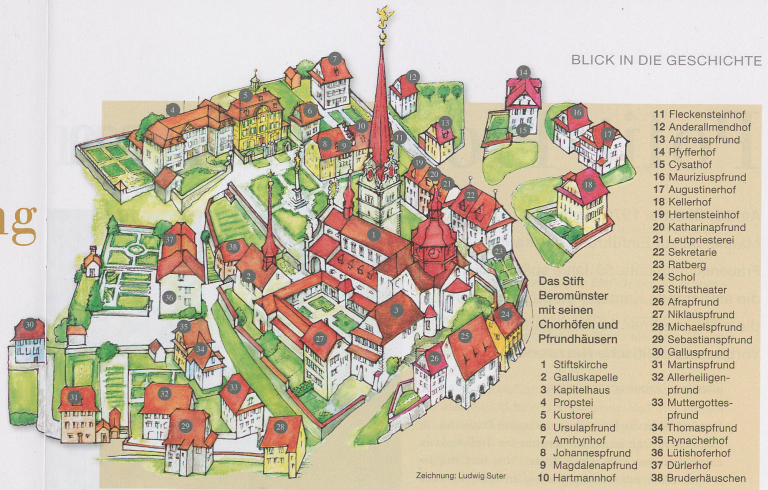 BLICK IN DIE GESCHICHTE
ng
Das Stift
Beromünster
mit seinen
Chorhöfen und
Pfrundhäusern
1 Stiftskirche
2 Galluskapelle
3 Kapitelhaus
4 Propstei
5 Kustorei
6 Ursulapfrund
7 Amrhynhof
8 Johannespfrund
9 Magdalenapfrund
10 Hartmannhof
11 Fleckensteinhof
12 Anderallmendhof
13 Andreaspfrund
14 Pfyfferhof
15 Cysathof
16 Mauriziuspfrund
17 Augustinerhof
18 Kellerhof
19 Hertensteinhof
20 Katharinapfrund
21 Leutpriesterei
22 Sekretarie
23 Ratberg
24 Schol
25 Stiftstheater
26 Afrapfrund
27 Niklauspfrund
28 Michaelspfrund
29 Sebastianspfrund
30 Galluspfrund
31 Martinspfrund
32 Allerheiligen-
pfrund
33 Muttergottes-
pfrund
34 Thomaspfrund
35 Rynacherhof
36 Lütishoferhof
37 Dürlerhof
38 Bruderhäuschen
Zeichnung: Ludwig Suter